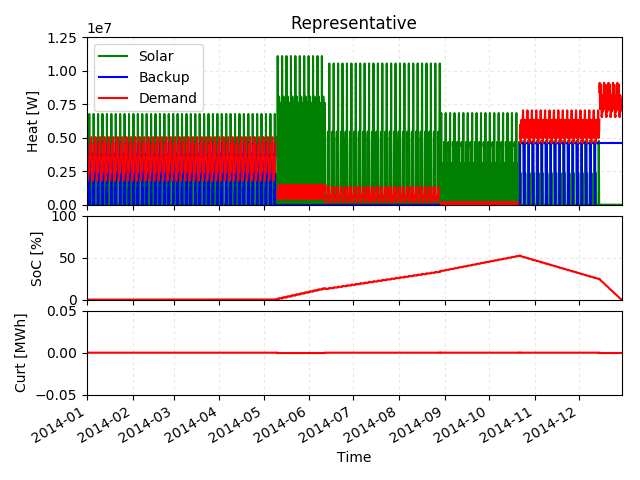 Representative
1e7
1.25
1.00
0.75
0.50
0.25
0.00
Heat [W]
Solar
Backup
Demand
100
50
0
SoC [%]
0.05
0.00
−0.05
Curt [MWh]
2014-01
2014-02
2014-03
2014-04
2014-05
2014-06
2014-07
2014-08
2014-09
2014-10
2014-11
2014-12
Time